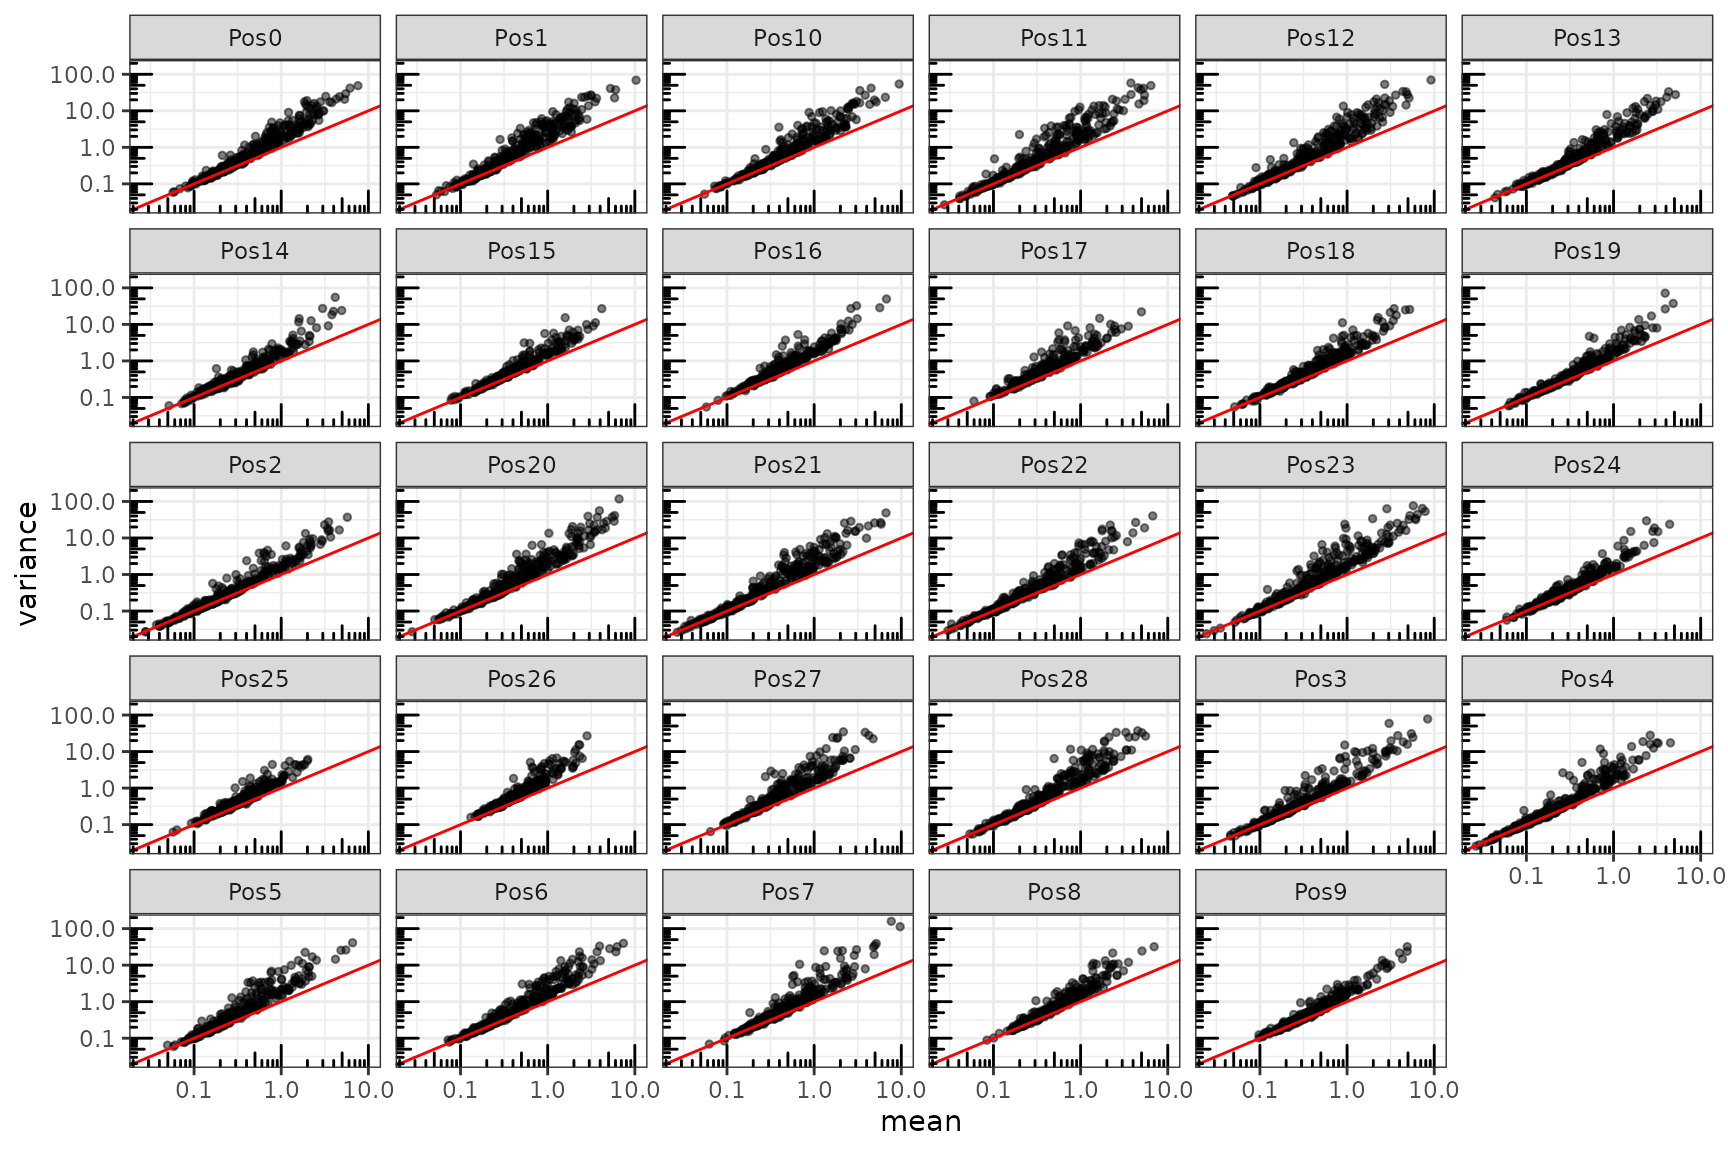 Pos0 Pos1 Pos10 Pos11 Pos12 Pos13
100.0
10.0
1.0
0.1
Pos14 Pos15 Pos16 Pos17 Pos18 Pos19
100.0
10.0
1.0
0.1
Pos2 Pos20 Pos21 Pos22 Pos23 Pos24
100.0
10.0
1.0
0.1
variance
Pos25 Pos26 Pos27 Pos28 Pos3 Pos4
100.0
10.0
1.0
0.1
0.1 1.0 10.0
Pos5 Pos6 Pos7 Pos8 Pos9
100.0
10.0
1.0
0.1
0.1 1.0 10.0 0.1 1.0 10.0 0.1 1.0 10.0 0.1 1.0 10.0 0.1 1.0 10.0
mean